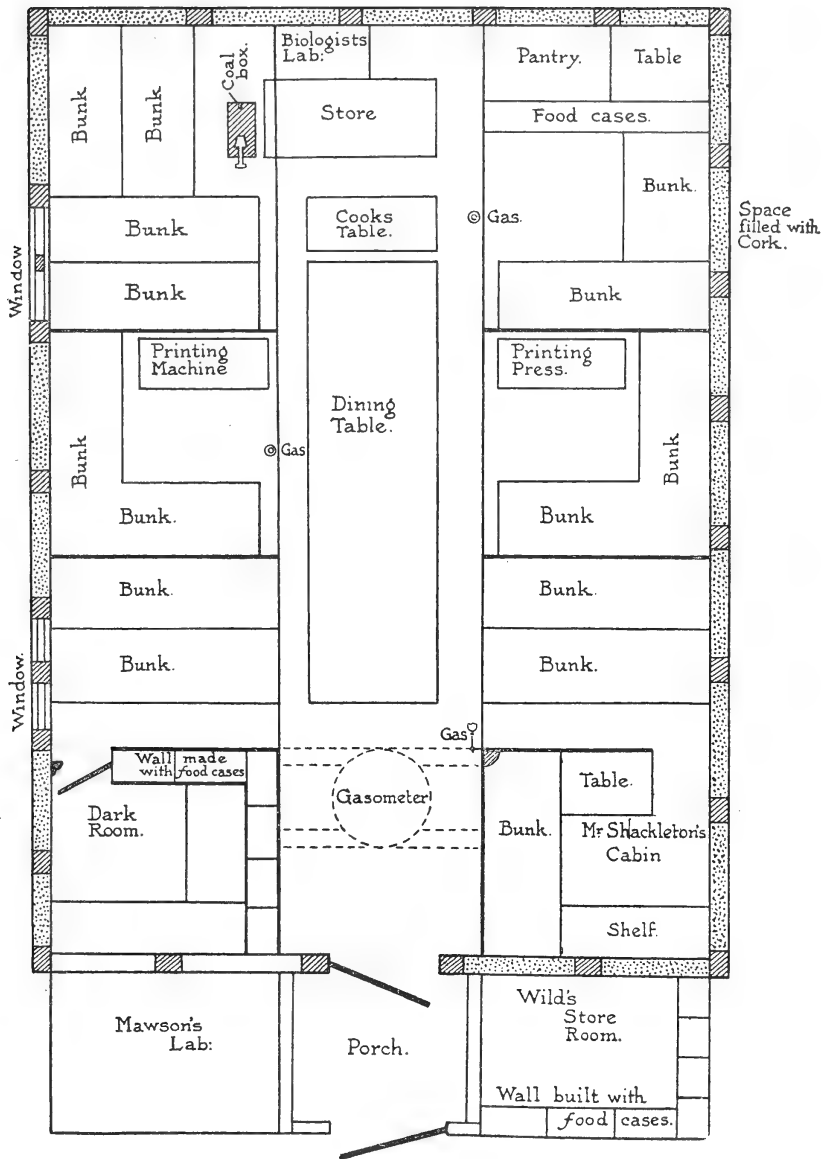 Biologists
Lab:
Coal
box.
Pantry.
Table
Bunk
Bunk
Store
Food cases.
Bunk
Cooks
Table.
Gas.
Bunk.
Space
filled with
Cork.
Window
Bunk
Bunk
Printing
Machine
Printing
Press.
Dining
Table.
Bunk
Gas
Bunk
Bunk.
Bunk
Bunk.
Bunk.
Bunk.
Bunk.
Window.
Gas
Wall made
with food cases
Gasometer
Table.
Dark
Room.
Bunk.
Mr Shackleton's
Cabin
Shelf.
Mawson's
Lab:
Porch.
Wild's
Store
Room.
Wall built with
food cases.